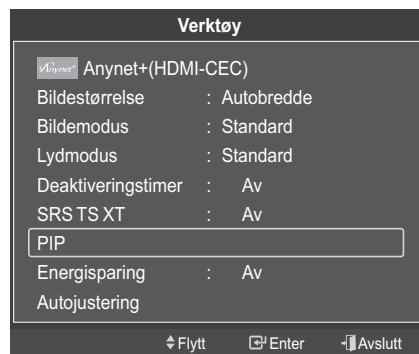 Verktøy
Anynet+ Anynet+(HDMI-CEC)
Bildestørrelse : Autobredde
Bildemodus : Standard
Lydmodus : Standard
Deaktiveringstimer : Av
SRS TS XT : Av
PIP
Energisparing : Av
Autojustering
Flytt Enter Avslutt